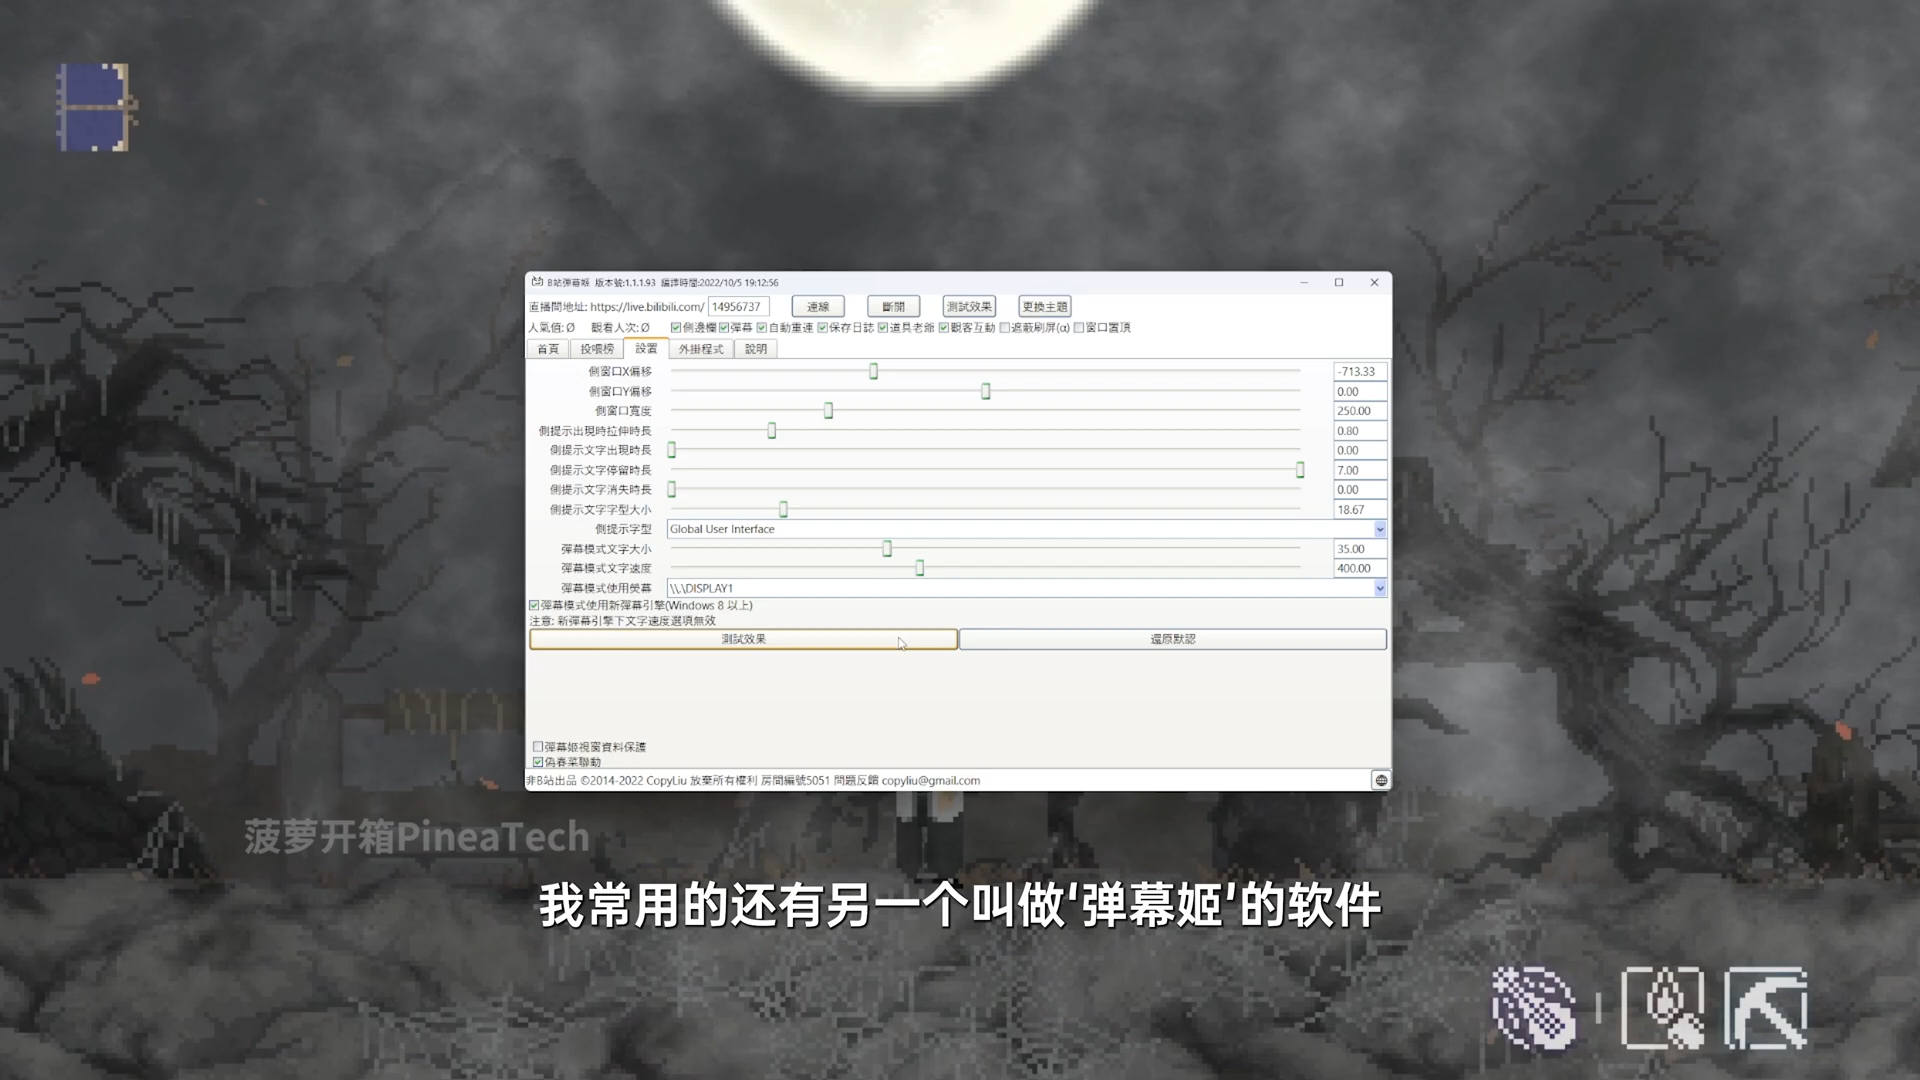 B站彈幕姬 版本號:1.1.1.93 編譯時間:2022/10/5 19:12:56
直播間地址: https://live.bilibili.com/ 14956737 連線 斷開 測試效果 更換主題
人氣值: 觀看人次: 側邊欄 彈幕 自動重連 保存日誌 道具老爺 觀客互動 遮蔽刷屏(α) 窗口置頂
首頁 投喂榜 設置 外掛程式 說明
側窗口X偏移 -713.33
側窗口Y偏移 0.00
側窗口寬度 250.00
側提示出現時拉伸時長 0.80
側提示文字出現時長 0.00
側提示文字停留時長 7.00
側提示文字消失時長 0.00
側提示文字字型大小 18.67
側提示字型 Global User Interface
彈幕模式文字大小 35.00
彈幕模式文字速度 400.00
彈幕模式使用熒幕 \\.\DISPLAY1
彈幕模式使用新彈幕引擎(Windows 8 以上)
注意: 新彈幕引擎下文字速度選項無效
測試效果 還原默認
彈幕姬視窗資料保護
偽春菜聯動
非B站出品 ©2014-2022 CopyLiu 放棄所有權利 房間編號5051 問題反饋 copyliu@gmail.com
菠萝开箱PineaTech
我常用的还有另一个叫做‘弹幕姬’的软件